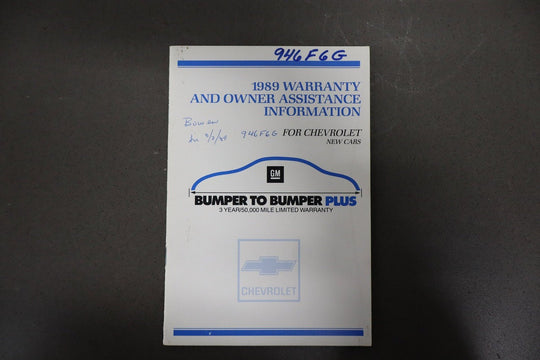 946F6G
1989 WARRANTY
AND OWNER ASSISTANCE
INFORMATION
Bowen
946F6G FOR CHEVROLET
NEW CARS
GM
BUMPER TO BUMPER PLUS
3 YEAR/50,000 MILE LIMITED WARRANTY
CHEVROLET